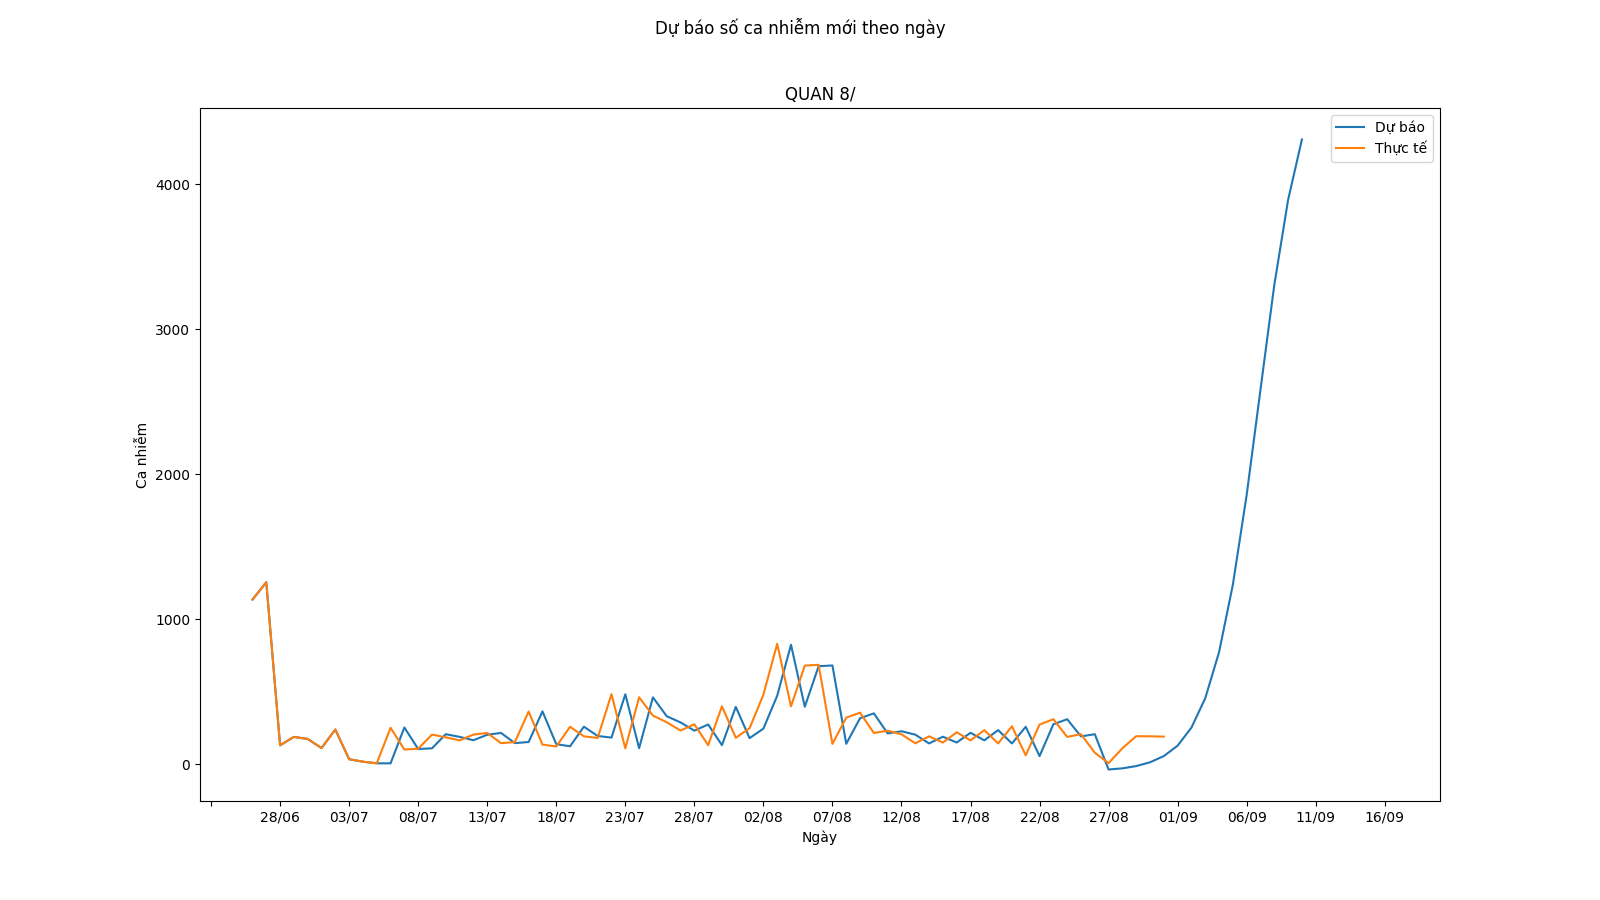 Dự báo số ca nhiễm mới theo ngày
QUAN 8/
Dự báo
Thực tế
4000
3000
2000
1000
0
Ca nhiễm
28/06 03/07 08/07 13/07 18/07 23/07 28/07 02/08 07/08 12/08 17/08 22/08 27/08 01/09 06/09 11/09 16/09
Ngày